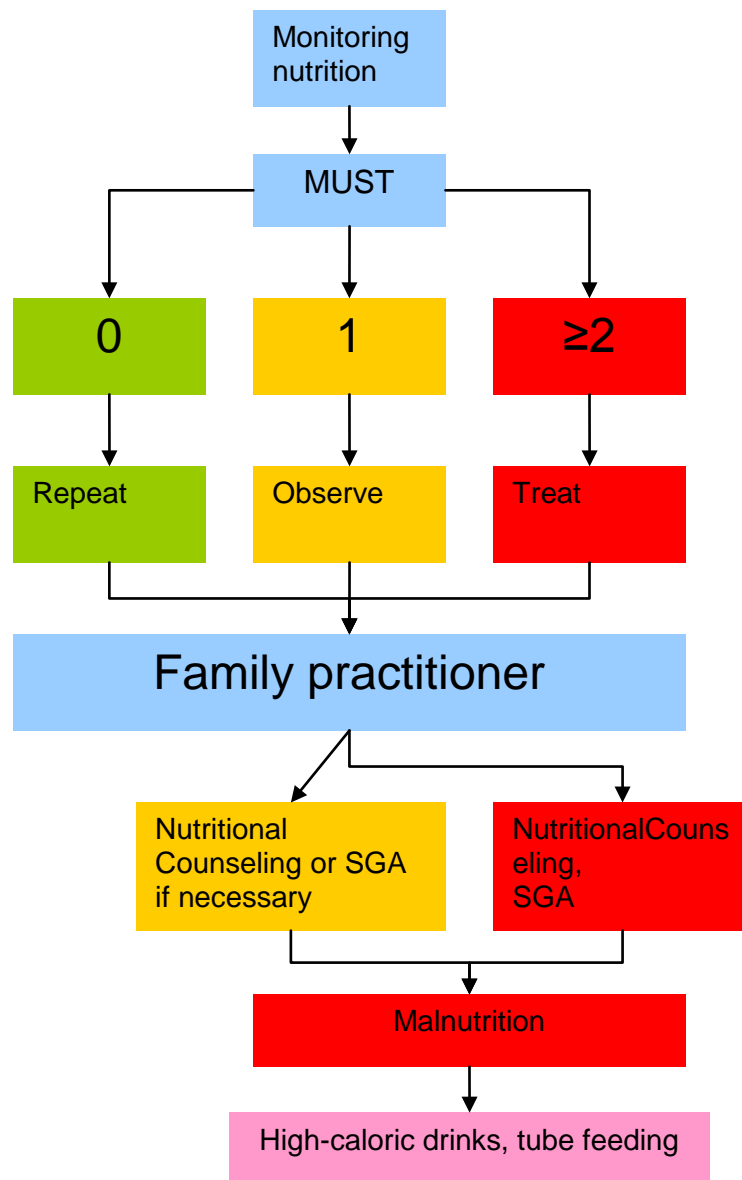 Monitoring
nutrition
MUST
0
1
≥2
Repeat
Observe
Treat
Family practitioner
Nutritional
Counseling or SGA
if necessary
NutritionalCouns
eling,
SGA
Malnutrition
High-caloric drinks, tube feeding